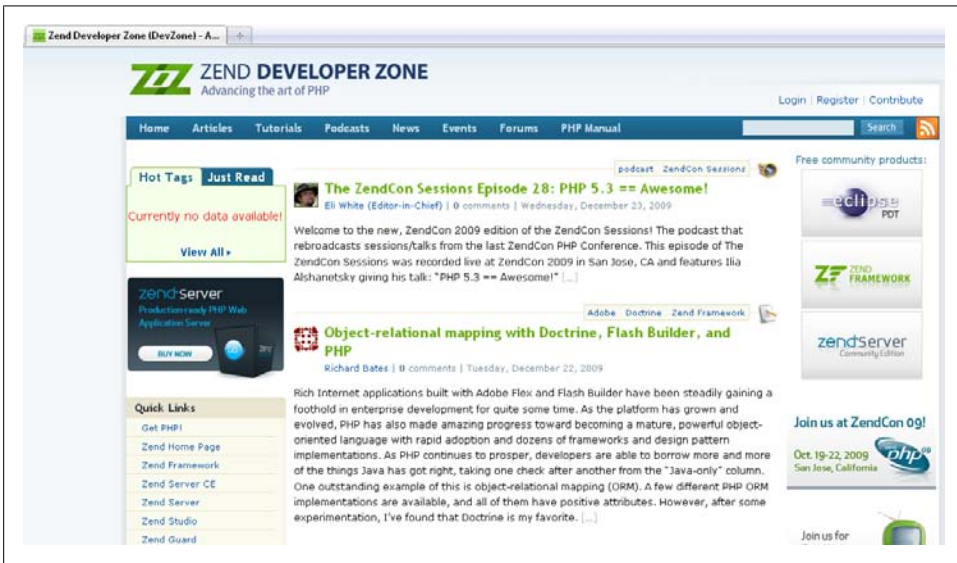 Zend Developer Zone (DevZone) - A...
ZEND DEVELOPER ZONE
Advancing the art of PHP
Login | Register | Contribute
Home Articles Tutorials Podcasts News Events Forums PHP Manual Search
Hot Tags Just Read
Currently no data available!
View All
zend Server
Production-ready PHP Web
Application Server
BUY NOW
Quick Links
Get PHP!
Zend Home Page
Zend Framework
Zend Server CE
Zend Server
Zend Studio
Zend Guard
podcast ZendCon Sessions
The ZendCon Sessions Episode 28: PHP 5.3 == Awesome!
Eli White (Editor-in-Chief) | 0 comments | Wednesday, December 23, 2009
Welcome to the new, ZendCon 2009 edition of the ZendCon Sessions! The podcast that
rebroadcasts sessions/talks from the last ZendCon PHP Conference. This episode of The
ZendCon Sessions was recorded live at ZendCon 2009 in San Jose, CA and features Ilia
Alshanetsky giving his talk: "PHP 5.3 == Awesome!" [...]
Adobe Doctrine Zend Framework
Object-relational mapping with Doctrine, Flash Builder, and
PHP
Richard Bates | 0 comments | Tuesday, December 22, 2009
Rich Internet applications built with Adobe Flex and Flash Builder have been steadily gaining a
foothold in enterprise development for quite some time. As the platform has grown and
evolved, PHP has also made amazing progress toward becoming a mature, powerful object-
oriented language with rapid adoption and dozens of frameworks and design pattern
implementations. As PHP continues to prosper, developers are able to borrow more and more
of the things Java has got right, taking one check after another from the "Java-only" column.
One outstanding example of this is object-relational mapping (ORM). A few different PHP ORM
implementations are available, and all of them have positive attributes. However, after some
experimentation, I've found that Doctrine is my favorite. [...]
Free community products:
eclipse
PDT
ZF ZEND
FRAMEWORK
zend Server
Community Edition
Join us at ZendCon 09!
Oct. 19-22, 2009
San Jose, California
php
Join us for